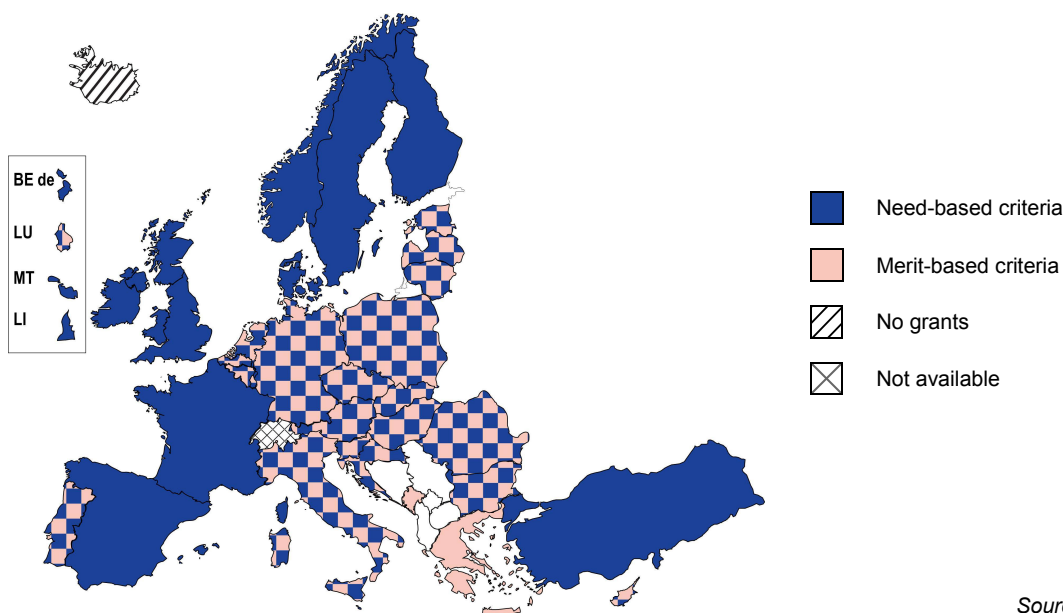 BE de
LU
MT
LI
Need-based criteria
Merit-based criteria
No grants
Not available